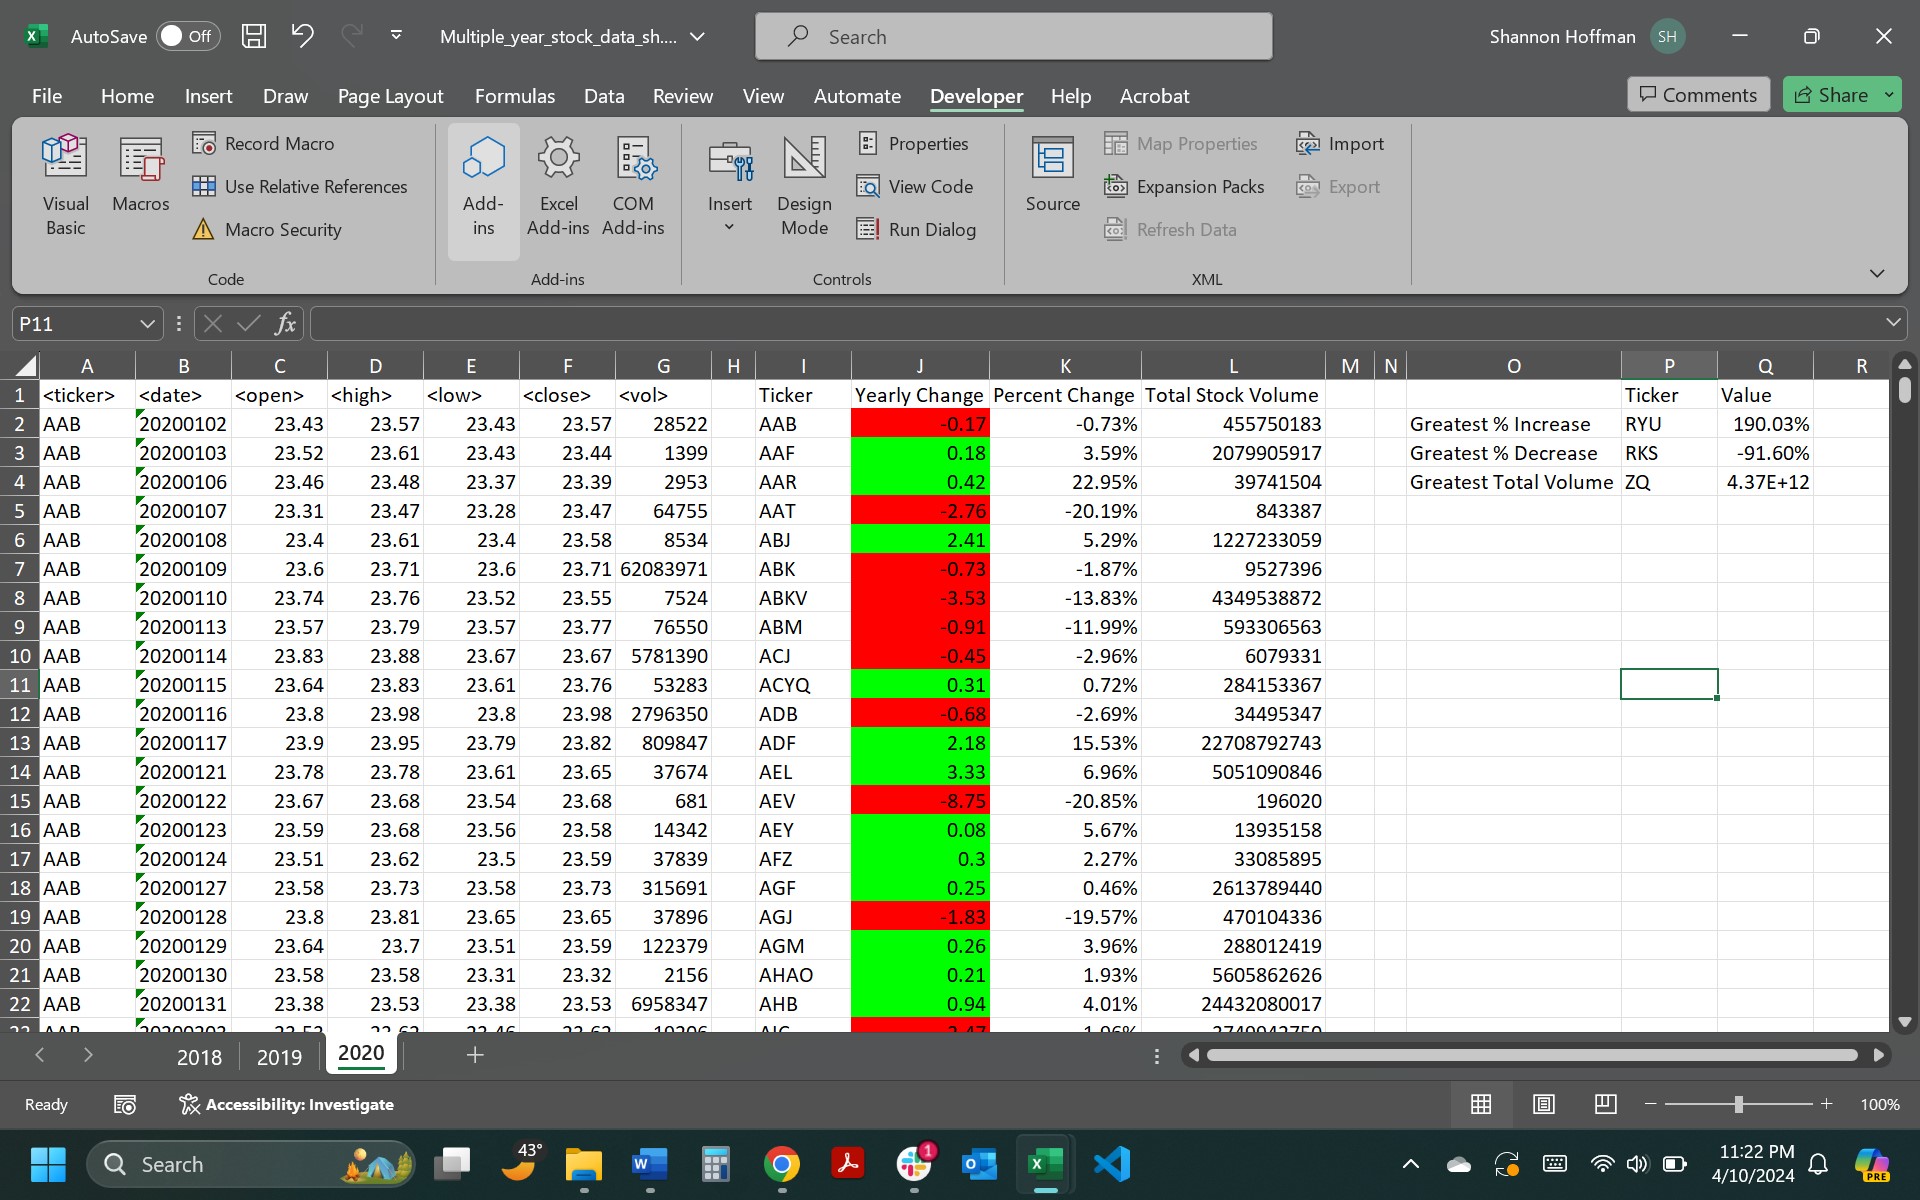 AutoSave Off Multiple_year_stock_data_sh.... Search Shannon Hoffman SH
File Home Insert Draw Page Layout Formulas Data Review View Automate Developer Help Acrobat Comments Share
Visual Basic
Macros
Record Macro
Use Relative References
Macro Security
Code
Add-ins
Excel Add-ins
COM Add-ins
Add-ins
Insert
Design Mode
Properties
View Code
Run Dialog
Controls
Source
Map Properties
Expansion Packs
Refresh Data
Import
Export
XML
P11 fx
A B C D E F G H I J K L M N O P Q R
1 <ticker> <date> <open> <high> <low> <close> <vol> Ticker Yearly Change Percent Change Total Stock Volume Ticker Value
2 AAB 20200102 23.43 23.57 23.43 23.57 28522 AAB -0.17 -0.73% 455750183 Greatest % Increase RYU 190.03%
3 AAB 20200103 23.52 23.61 23.43 23.44 1399 AAF 0.18 3.59% 2079905917 Greatest % Decrease RKS -91.60%
4 AAB 20200106 23.46 23.48 23.37 23.39 2953 AAR 0.42 22.95% 39741504 Greatest Total Volume ZQ 4.37E+12
5 AAB 20200107 23.31 23.47 23.28 23.47 64755 AAT -2.76 -20.19% 843387
6 AAB 20200108 23.4 23.61 23.4 23.58 8534 ABJ 2.41 5.29% 1227233059
7 AAB 20200109 23.6 23.71 23.6 23.71 62083971 ABK -0.73 -1.87% 9527396
8 AAB 20200110 23.74 23.76 23.52 23.55 7524 ABKV -3.53 -13.83% 4349538872
9 AAB 20200113 23.57 23.79 23.57 23.77 76550 ABM -0.91 -11.99% 593306563
10 AAB 20200114 23.83 23.88 23.67 23.67 5781390 ACJ -0.45 -2.96% 6079331
11 AAB 20200115 23.64 23.83 23.61 23.76 53283 ACYQ 0.31 0.72% 284153367
12 AAB 20200116 23.8 23.98 23.8 23.98 2796350 ADB -0.68 -2.69% 34495347
13 AAB 20200117 23.9 23.95 23.79 23.82 809847 ADF 2.18 15.53% 22708792743
14 AAB 20200121 23.78 23.78 23.61 23.65 37674 AEL 3.33 6.96% 5051090846
15 AAB 20200122 23.67 23.68 23.54 23.68 681 AEV -8.75 -20.85% 196020
16 AAB 20200123 23.59 23.68 23.56 23.58 14342 AEY 0.08 5.67% 13935158
17 AAB 20200124 23.51 23.62 23.5 23.59 37839 AFZ 0.3 2.27% 33085895
18 AAB 20200127 23.58 23.73 23.58 23.73 315691 AGF 0.25 0.46% 2613789440
19 AAB 20200128 23.8 23.81 23.65 23.65 37896 AGJ -1.83 -19.57% 470104336
20 AAB 20200129 23.64 23.7 23.51 23.59 122379 AGM 0.26 3.96% 288012419
21 AAB 20200130 23.58 23.58 23.31 23.32 2156 AHAO 0.21 1.93% 5605862626
22 AAB 20200131 23.38 23.53 23.38 23.53 6958347 AHB 0.94 4.01% 24432080017
2018 2019 2020
Ready Accessibility: Investigate 100%
Search 43° 1 11:22 PM
4/10/2024
PRE